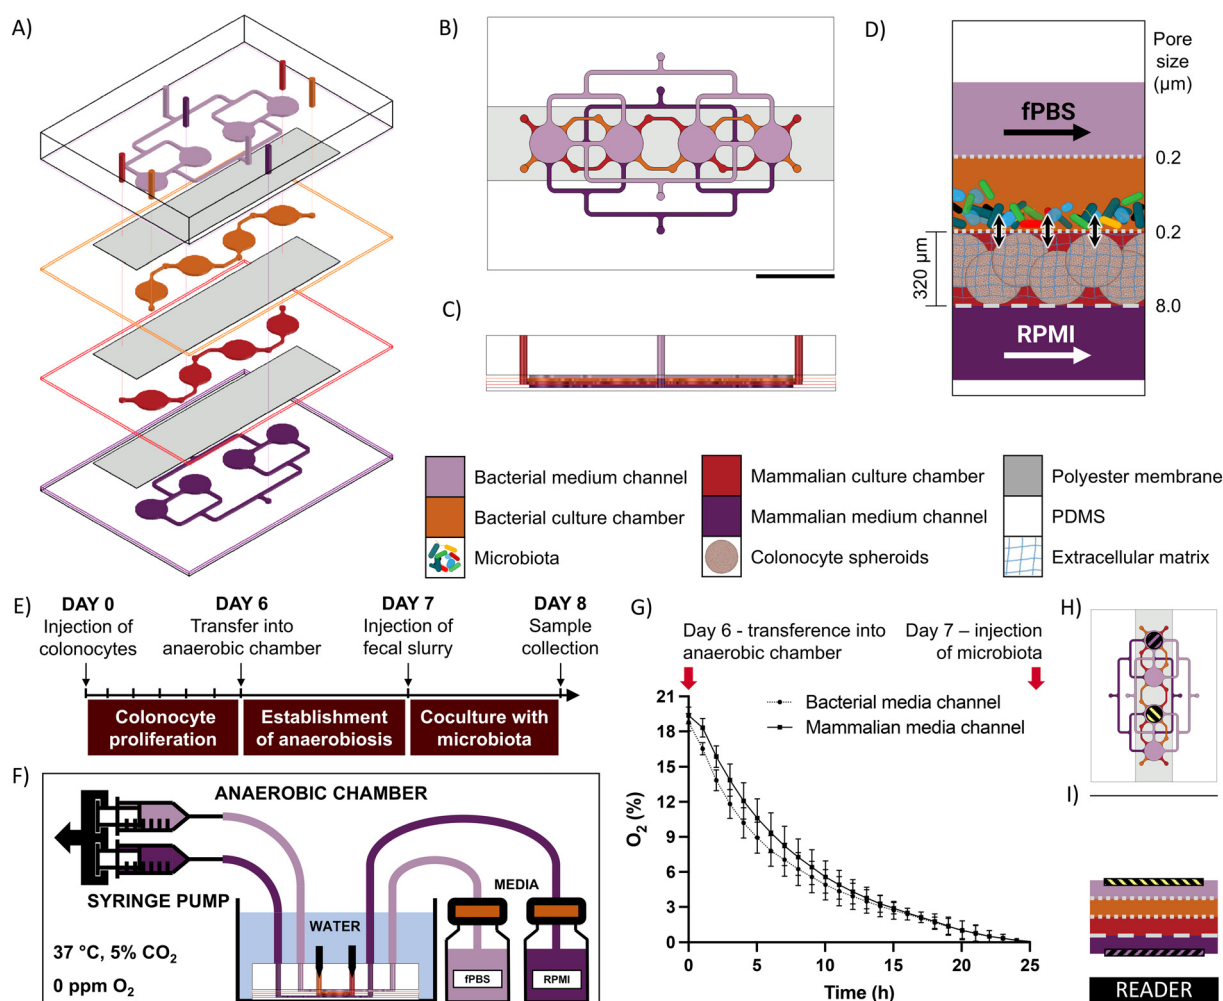 A)
B)
C)
D)
Pore
size
(µm)
fPBS
0.2
0.2
320 µm
8.0
RPMI
Bacterial medium channel
Bacterial culture chamber
Microbiota
Mammalian culture chamber
Mammalian medium channel
Colonocyte spheroids
Polyester membrane
PDMS
Extracellular matrix
E)
DAY 0
Injection of
colonocytes
DAY 6
Transfer into
anaerobic chamber
DAY 7
Injection of
fecal slurry
DAY 8
Sample
collection
Colonocyte
proliferation
Establishment
of anaerobiosis
Coculture with
microbiota
F)
ANAEROBIC CHAMBER
SYRINGE PUMP
WATER
MEDIA
fPBS
RPMI
37 °C, 5% CO₂
0 ppm O₂
G)
Day 6 - transference into
anaerobic chamber
Day 7 – injection
of microbiota
Bacterial media channel
Mammalian media channel
O₂ (%)
21
18
15
12
9
6
3
0
0
5
10
15
20
25
Time (h)
H)
I)
READER